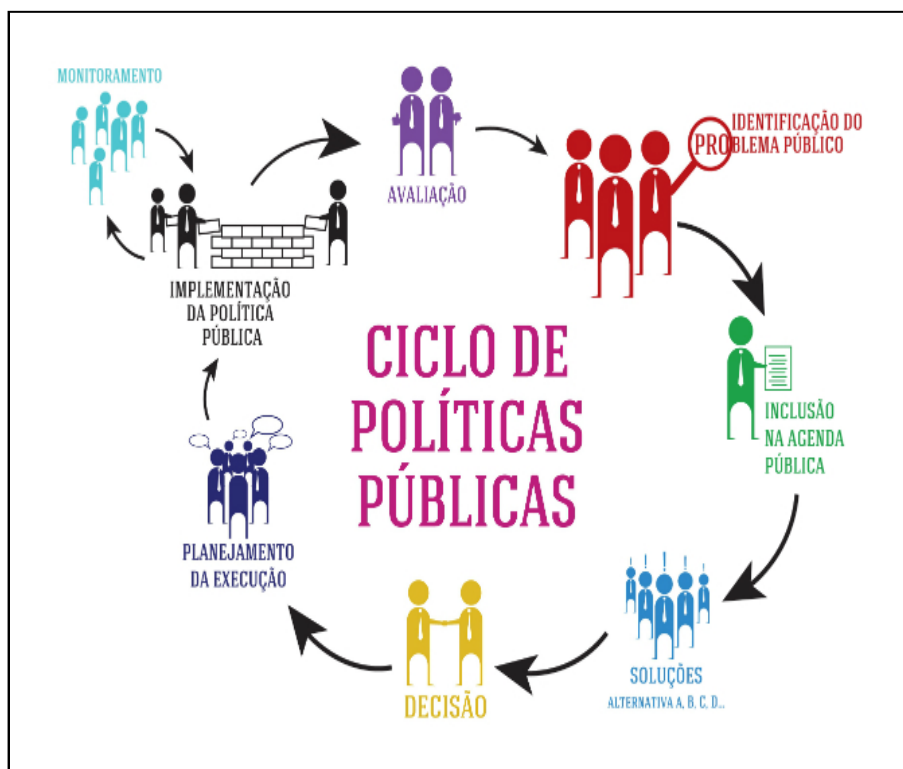 MONITORAMENTO
AVALIAÇÃO
IDENTIFICAÇÃO DO
PROBLEMA PÚBLICO
IMPLEMENTAÇÃO
DA POLÍTICA
PÚBLICA
CICLO DE
POLÍTICAS
PÚBLICAS
INCLUSÃO
NA AGENDA
PÚBLICA
PLANEJAMENTO
DA EXECUÇÃO
DECISÃO
SOLUÇÕES
ALTERNATIVA A, B, C, D...